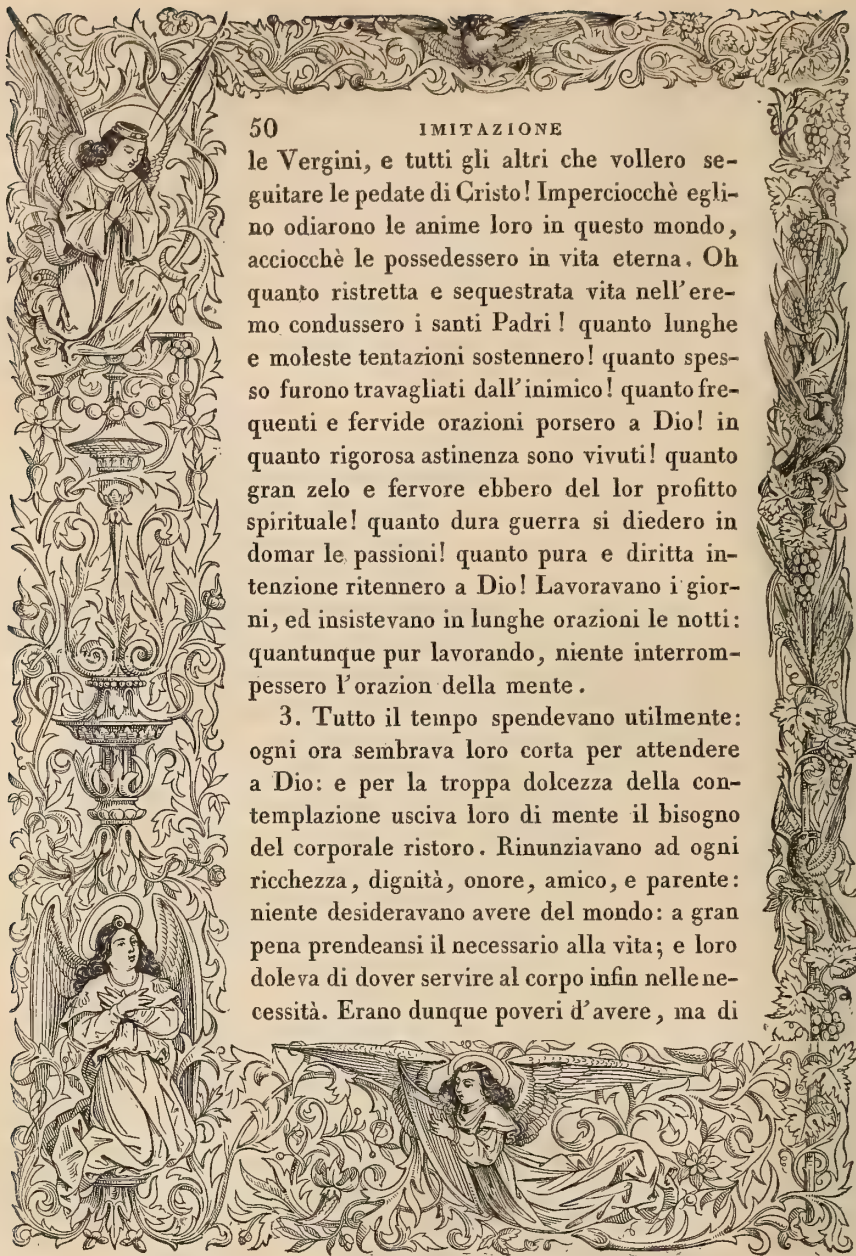 50 IMITAZIONE
le Vergini, e tutti gli altri che vollero se-
guitare le pedate di Cristo! Imperciocchè egli-
no odiarono le anime loro in questo mondo,
acciocchè le possedessero in vita eterna. Oh
quanto ristretta e sequestrata vita nell'ere-
mo condussero i santi Padri! quanto lunghe
e moleste tentazioni sostennero! quanto spes-
so furono travagliati dall'inimico! quanto fre-
quenti e fervide orazioni porsero a Dio! in
quanto rigorosa astinenza sono vivuti! quanto
gran zelo e fervore ebbero del lor profitto
spirituale! quanto dura guerra si diedero in
domar le passioni! quanto pura e diritta in-
tenzione ritennero a Dio! Lavoravano i gior-
ni, ed insistevano in lunghe orazioni le notti:
quantunque pur lavorando, niente interrom-
pessero l'orazion della mente.
3. Tutto il tempo spendevano utilmente:
ogni ora sembrava loro corta per attendere
a Dio: e per la troppa dolcezza della con-
templazione usciva loro di mente il bisogno
del corporale ristoro. Rinunziavano ad ogni
ricchezza, dignità, onore, amico, e parente:
niente desideravano avere del mondo: a gran
pena prendeansi il necessario alla vita; e loro
doleva di dover servire al corpo infin nelle ne-
cessità. Erano dunque poveri d'avere, ma di